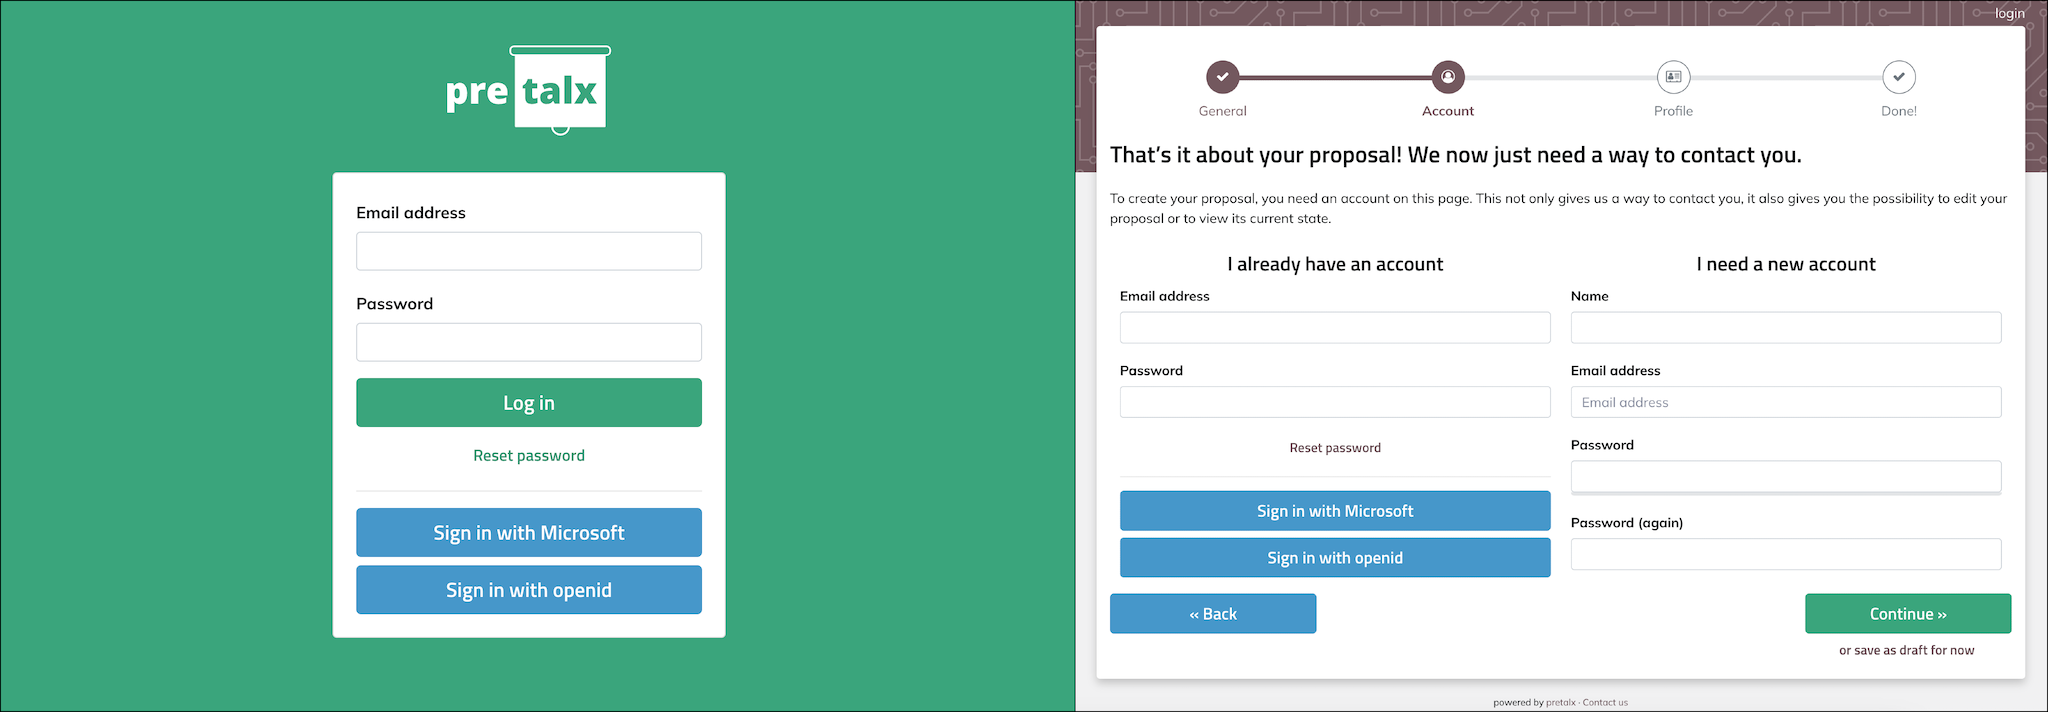 pre talx
Email address
Password
Log in
Reset password
Sign in with Microsoft
Sign in with openid
login
General
Account
Profile
Done!
That's it about your proposal! We now just need a way to contact you.
To create your proposal, you need an account on this page. This not only gives us a way to contact you, it also gives you the possibility to edit your
proposal or to view its current state.
I already have an account
Email address
Password
Reset password
Sign in with Microsoft
Sign in with openid
I need a new account
Name
Email address
Email address
Password
Password (again)
« Back
Continue »
or save as draft for now
powered by pretalx · Contact us